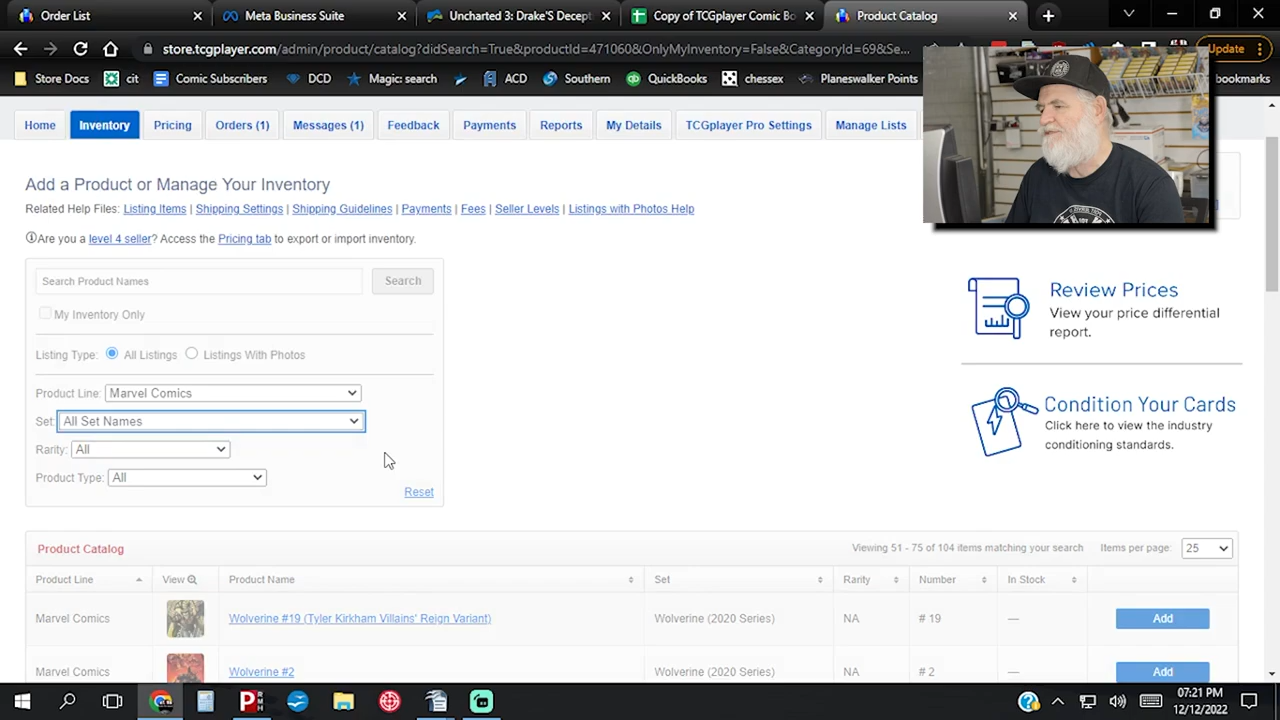 Order List
Meta Business Suite
Uncharted 3: Drake'S Decept
Copy of TCGplayer Comic Bo
Product Catalog
store.tcgplayer.com/admin/product/catalog?didSearch=True&productId=471060&OnlyMyInventory=False&CategoryId=69&Se...
Update
Store Docs
cit
Comic Subscribers
DCD
Magic: search
ACD
Southern
QuickBooks
chessex
Planeswalker Points
bookmarks
Home
Inventory
Pricing
Orders (1)
Messages (1)
Feedback
Payments
Reports
My Details
TCGplayer Pro Settings
Manage Lists
Add a Product or Manage Your Inventory
Related Help Files: Listing Items | Shipping Settings | Shipping Guidelines | Payments | Fees | Seller Levels | Listings with Photos Help
Are you a level 4 seller? Access the Pricing tab to export or import inventory.
Search Product Names
Search
My Inventory Only
Listing Type: All Listings Listings With Photos
Product Line: Marvel Comics
Set: All Set Names
Rarity: All
Product Type: All
Reset
Review Prices
View your price differential
report.
Condition Your Cards
Click here to view the industry
conditioning standards.
Product Catalog
Viewing 51 - 75 of 104 items matching your search
Items per page: 25
Product Line View Product Name Set Rarity Number In Stock
Marvel Comics Wolverine #19 (Tyler Kirkham Villains' Reign Variant) Wolverine (2020 Series) NA # 19 — Add
Marvel Comics Wolverine #2 Wolverine (2020 Series) NA # 2 — Add
07:21 PM
12/12/2022